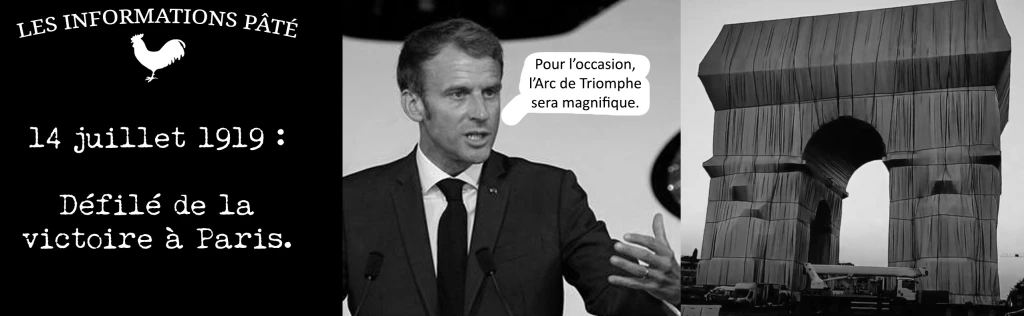 LES INFORMATIONS PÂTÉ
14 juillet 1919 :
Défilé de la
victoire à Paris.
Pour l’occasion,
l’Arc de Triomphe
sera magnifique.